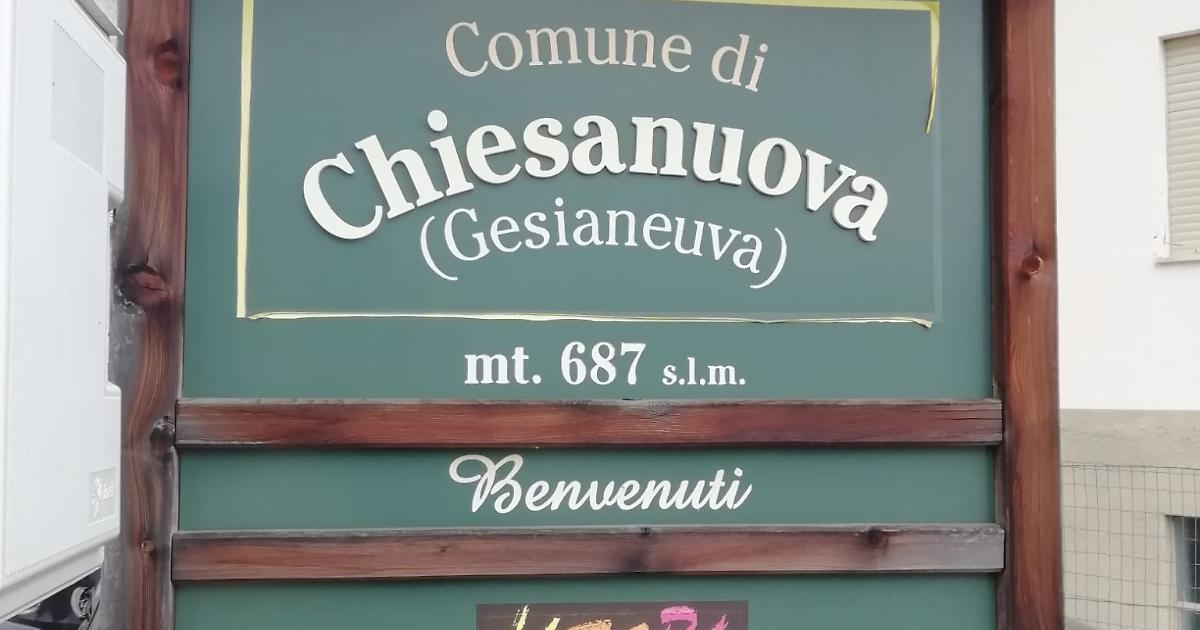 Comune di
Chiesanuova
(Gesianeuva)
mt. 687 s.l.m.
Benvenuti